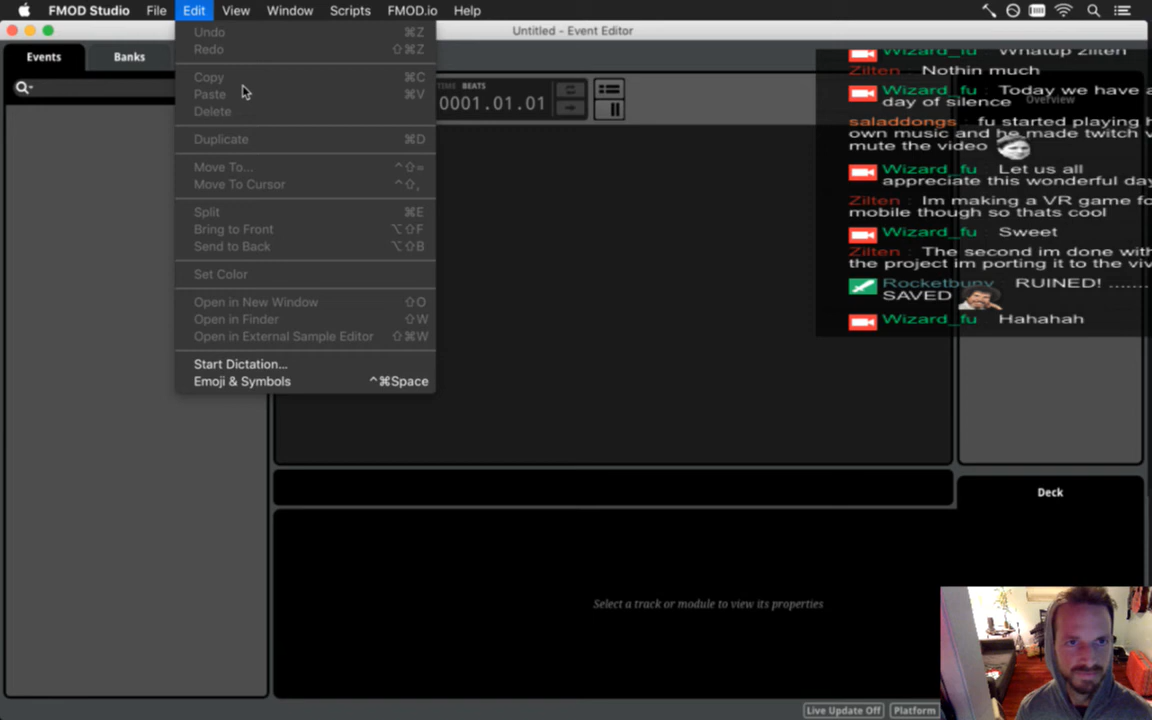 FMOD Studio File Edit View Window Scripts FMOD.io Help
Untitled - Event Editor
Events Banks
Undo ⌘Z
Redo ⇧⌘Z
Copy ⌘C
Paste ⌘V
Delete
Duplicate ⌘D
Move To... ^⇧=
Move To Cursor ^⇧,
Split ⌘E
Bring to Front ⌥⇧F
Send to Back ⌥⇧B
Set Color
Open in New Window ⇧O
Open in Finder ⇧W
Open in External Sample Editor ⇧⌘W
Start Dictation...
Emoji & Symbols ^⌘Space
TIME BEATS
0001.01.01
Overview
Wizard_fu : Whatup Zilten
Zilten : Nothin much
Wizard_fu : Today we have a
day of silence
saladdongs : fu started playing h
own music and he made twitch
mute the video
Wizard_fu : Let us all
appreciate this wonderful day
Zilten : Im making a VR game fo
mobile though so thats cool
Wizard_fu : Sweet
Zilten : The second im done with
the project im porting it to the viv
Rocketbuny : RUINED! .......
SAVED
Wizard_fu : Hahahah
Deck
Select a track or module to view its properties
Live Update Off Platform